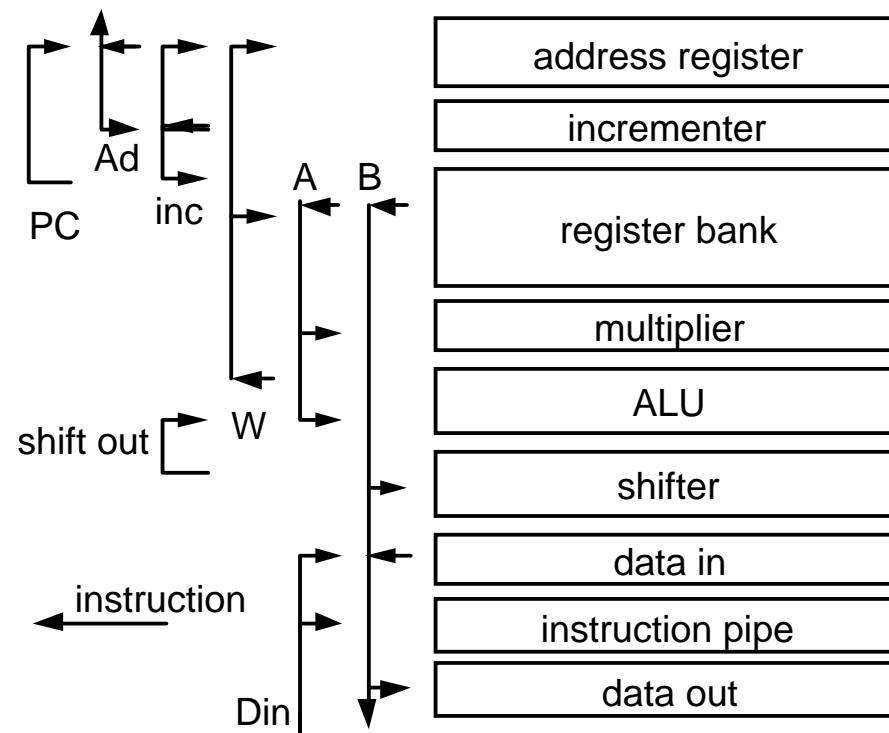 address register
incrementer
Ad
A B
PC
inc
register bank
multiplier
W
ALU
shift out
shifter
data in
instruction
instruction pipe
data out
Din